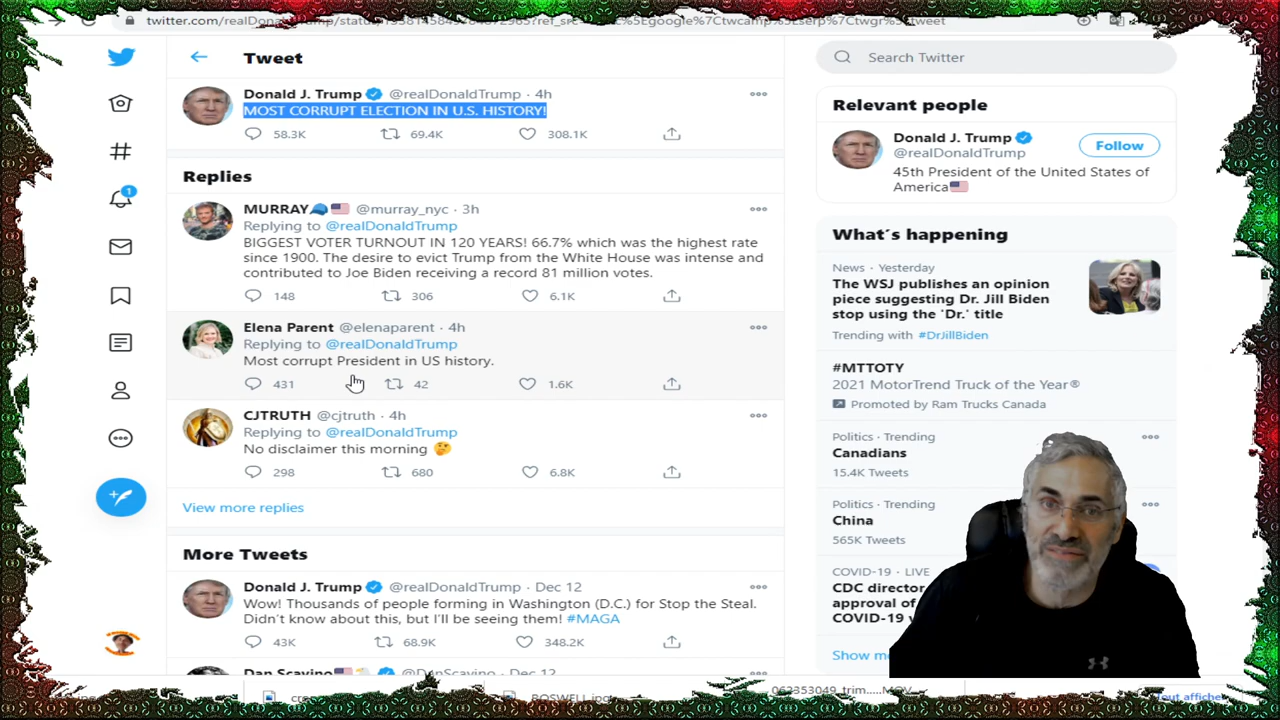 Tweet
Donald J. Trump @realDonaldTrump · 4h
MOST CORRUPT ELECTION IN U.S. HISTORY!
58.3K 69.4K 308.1K
Replies
MURRAY @murray_nyc · 3h
Replying to @realDonaldTrump
BIGGEST VOTER TURNOUT IN 120 YEARS! 66.7% which was the highest rate
since 1900. The desire to evict Trump from the White House was intense and
contributed to Joe Biden receiving a record 81 million votes.
148 306 6.1K
Elena Parent @elenaparent · 4h
Replying to @realDonaldTrump
Most corrupt President in US history.
431 42 1.6K
CJTRUTH @cjtruth · 4h
Replying to @realDonaldTrump
No disclaimer this morning 🤔
298 680 6.8K
View more replies
More Tweets
Donald J. Trump @realDonaldTrump · Dec 12
Wow! Thousands of people forming in Washington (D.C.) for Stop the Steal.
Didn't know about this, but I'll be seeing them! #MAGA
43K 68.9K 348.2K
Dan Scavino @DanScavino · Dec 12
Search Twitter
Relevant people
Donald J. Trump
@realDonaldTrump
Follow
45th President of the United States of
America
What's happening
News · Yesterday
The WSJ publishes an opinion
piece suggesting Dr. Jill Biden
stop using the 'Dr.' title
Trending with #DrJillBiden
#MTTOTY
2021 MotorTrend Truck of the Year®
Promoted by Ram Trucks Canada
Politics · Trending
Canadians
15.4K Tweets
Politics · Trending
China
565K Tweets
COVID-19 · LIVE
CDC director
approval of
COVID-19
Show
1
BOSWELL.jpg